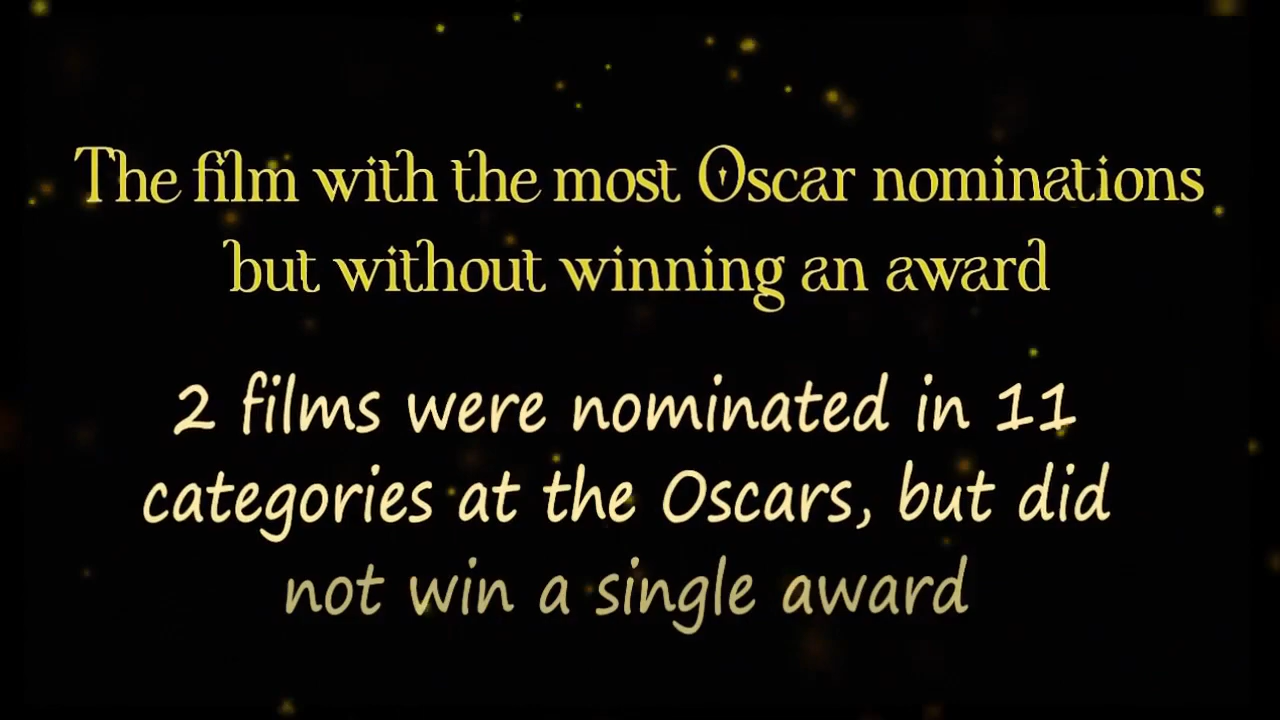 The film with the most Oscar nominations
but without winning an award
2 films were nominated in 11
categories at the Oscars, but did
not win a single award